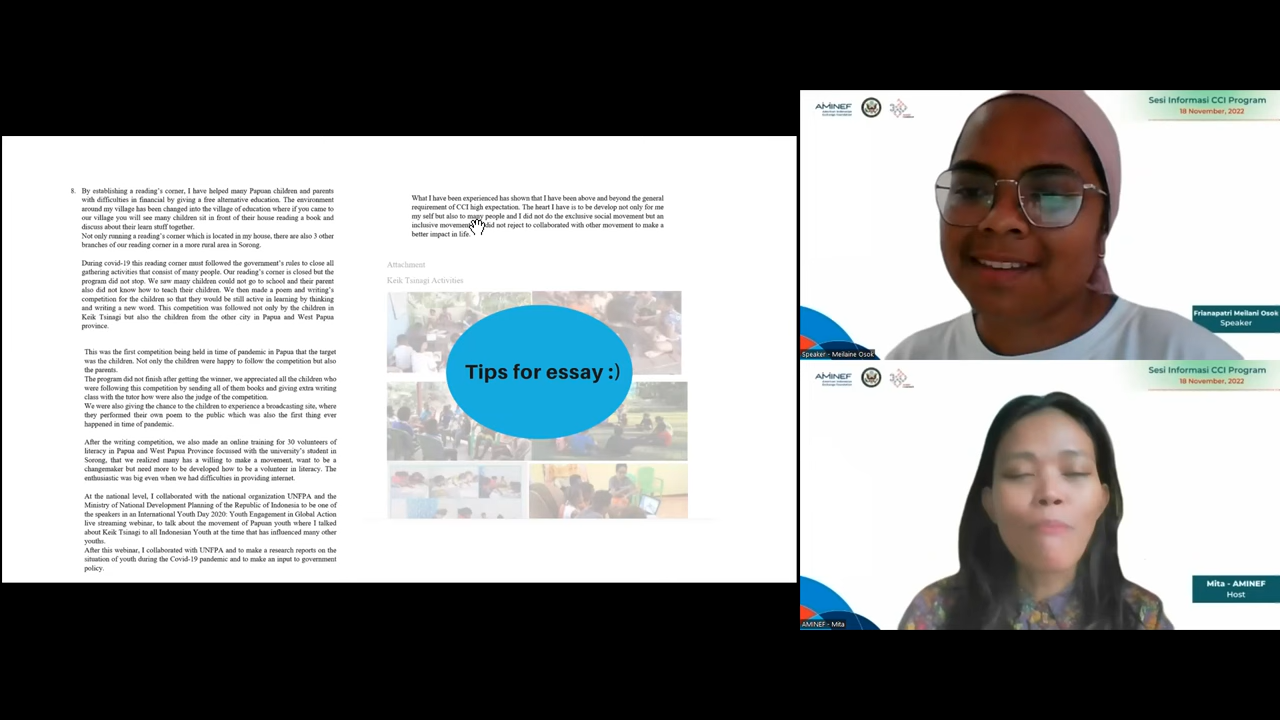 8. By establishing a reading's corner, I have helped many Papuan children and parents
with difficulties in financial by giving a free alternative education. The environment
around my village has been changed into the village of education where if you came to
our village you will see many children sit in front of their house reading a book and
discuss about their learn stuff together.
Not only running a reading's corner which is located in my house, there are also 3 other
branches of our reading corner in a more rural area in Sorong.
During covid-19 this reading corner must followed the government's rules to close all
gathering activities that consist of many people. Our reading's corner is closed but the
program did not stop. We saw many children could not go to school and their parent
also did not know how to teach their children. We then made a poem and writing's
competition for the children so that they would be still active in learning by thinking
and writing a new word. This competition was followed not only by the children in
Keik Tsinagi but also the children from the other city in Papua and West Papua
province.
This was the first competition being held in time of pandemic in Papua that the target
was the children. Not only the children were happy to follow the competition but also
the parents.
The program did not finish after getting the winner, we appreciated all the children who
were following this competition by sending all of them books and giving extra writing
class with the tutor how were also the judge of the competition.
We were also giving the chance to the children to experience a broadcasting site, where
they performed their own poem to the public which was also the first thing ever
happened in time of pandemic.
After the writing competition, we also made an online training for 30 volunteers of
literacy in Papua and West Papua Province focussed with the university's student in
Sorong, that we realized many has a willing to make a movement, want to be a
changemaker but need more to be developed how to be a volunteer in literacy. The
enthusiastic was big even when we had difficulties in providing internet.
At the national level, I collaborated with the national organization UNFPA and the
Ministry of National Development Planning of the Republic of Indonesia to be one of
the speakers in an International Youth Day 2020: Youth Engagement in Global Action
live streaming webinar, to talk about the movement of Papuan youth where I talked
about Keik Tsinagi to all Indonesian Youth at the time that has influenced many other
youths.
After this webinar, I collaborated with UNFPA and to make a research reports on the
situation of youth during the Covid-19 pandemic and to make an input to government
policy.
What I have been experienced has shown that I have been above and beyond the general
requirement of CCI high expectation. The heart I have is to be develop not only for me
my self but also to many people and I did not do the exclusive social movement but an
inclusive movement did not reject to collaborated with other movement to make a
better impact in life.
Attachment
Keik Tsinagi Activities
Tips for essay :)
AMINEF
Sesi Informasi CCI Program
18 November, 2022
Frianapatri Meilani Osok
Speaker
Speaker - Meilaine Osok
AMINEF
Sesi Informasi CCI Program
18 November, 2022
Mita - AMINEF
Host
AMINEF - Mita